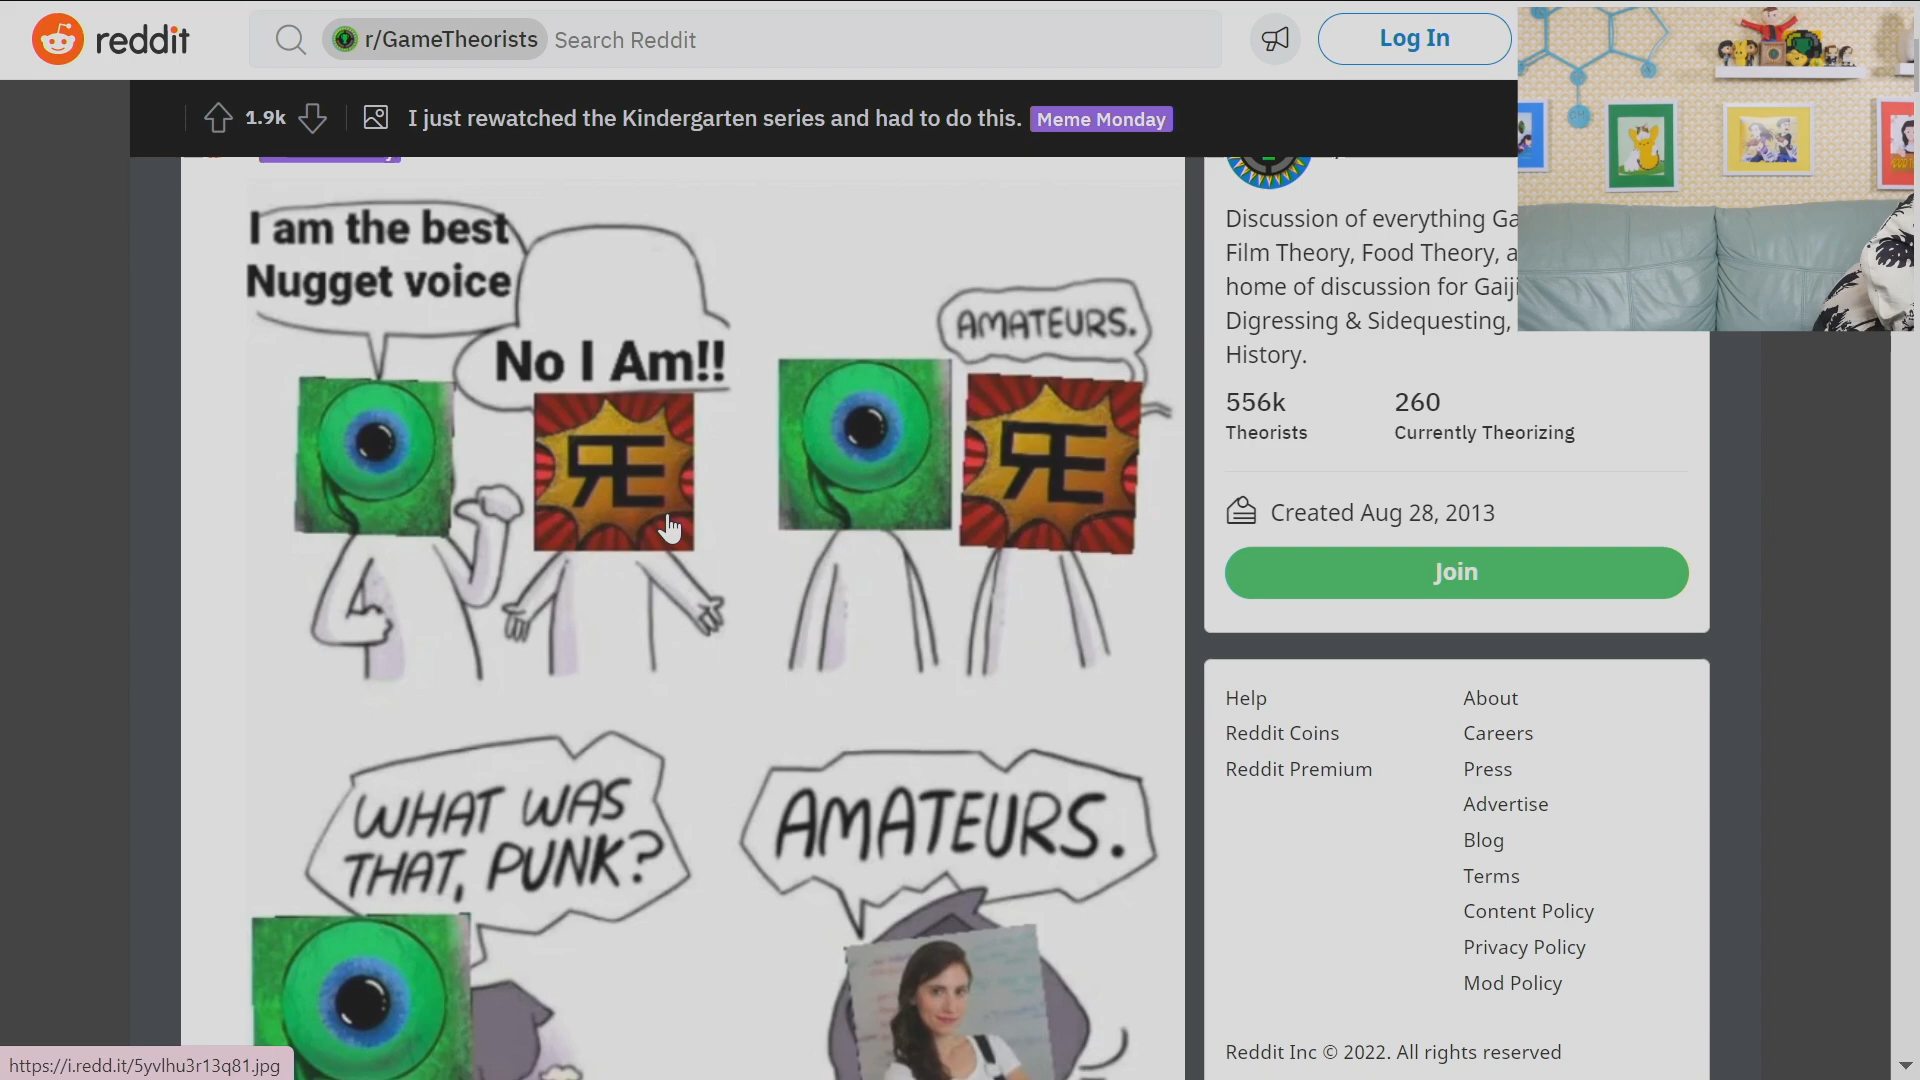 reddit
r/GameTheorists
Search Reddit
Log In
1.9k
I just rewatched the Kindergarten series and had to do this.
Meme Monday
I am the best
Nugget voice
No I Am!!
AMATEURS.
WHAT WAS
THAT, PUNK?
AMATEURS.
Discussion of everything Ga
Film Theory, Food Theory, a
home of discussion for Gaiji
Digressing & Sidequesting,
History.
556k
Theorists
260
Currently Theorizing
Created Aug 28, 2013
Join
Help
Reddit Coins
Reddit Premium
About
Careers
Press
Advertise
Blog
Terms
Content Policy
Privacy Policy
Mod Policy
Reddit Inc © 2022. All rights reserved
https://i.redd.it/5yvlhu3r13q81.jpg